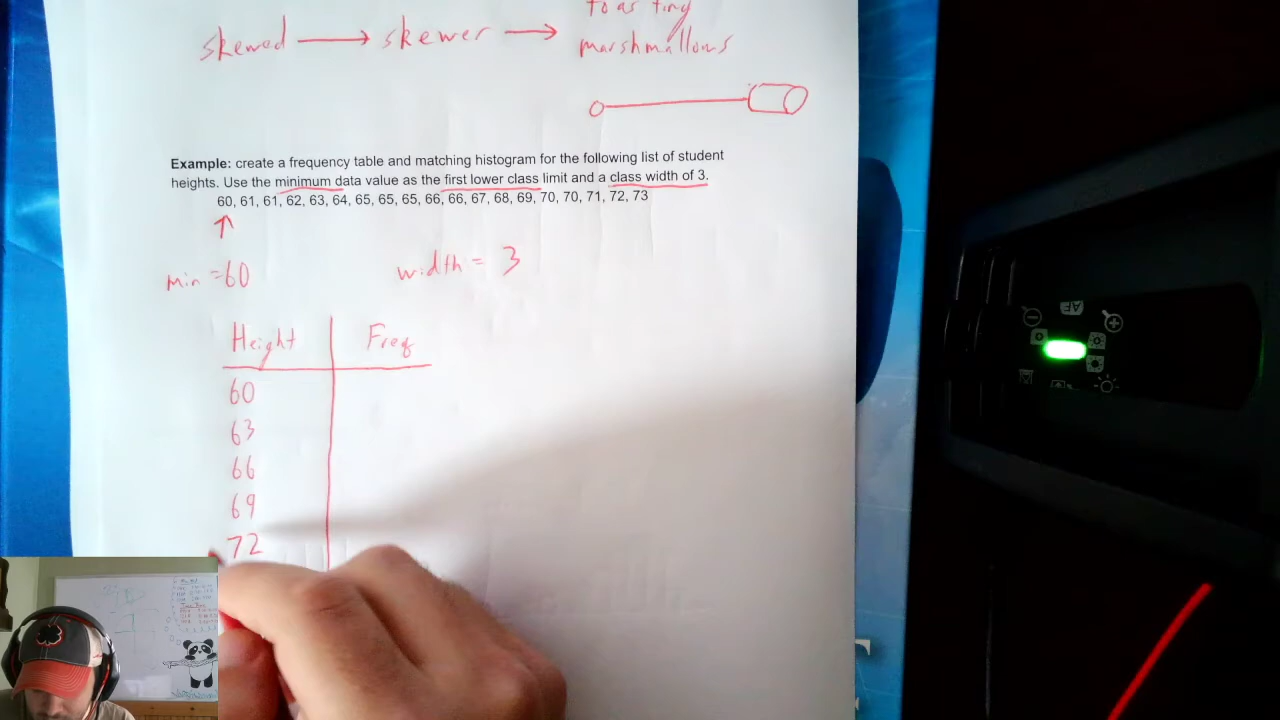 to as tiny
skewed → skewer → marshmallows
Example: create a frequency table and matching histogram for the following list of student
heights. Use the minimum data value as the first lower class limit and a class width of 3.
60, 61, 61, 62, 63, 64, 65, 65, 65, 66, 66, 67, 68, 69, 70, 70, 71, 72, 73
min = 60 width = 3
Height Freq
60
63
66
69
72
AF